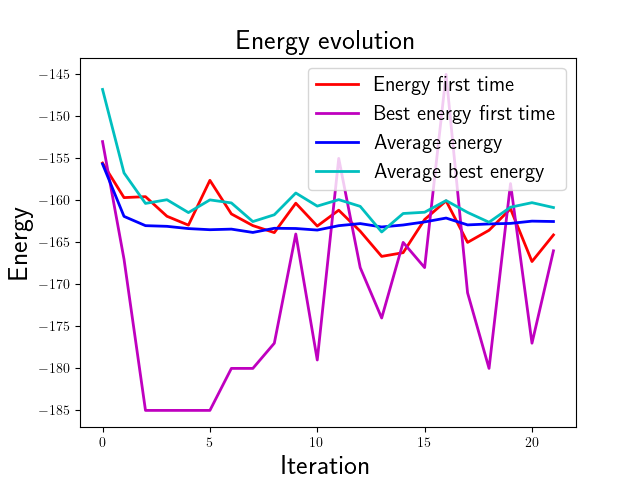 Energy evolution
Energy
−145
−150
−155
−160
−165
−170
−175
−180
−185
Energy first time
Best energy first time
Average energy
Average best energy
0
5
10
15
20
Iteration